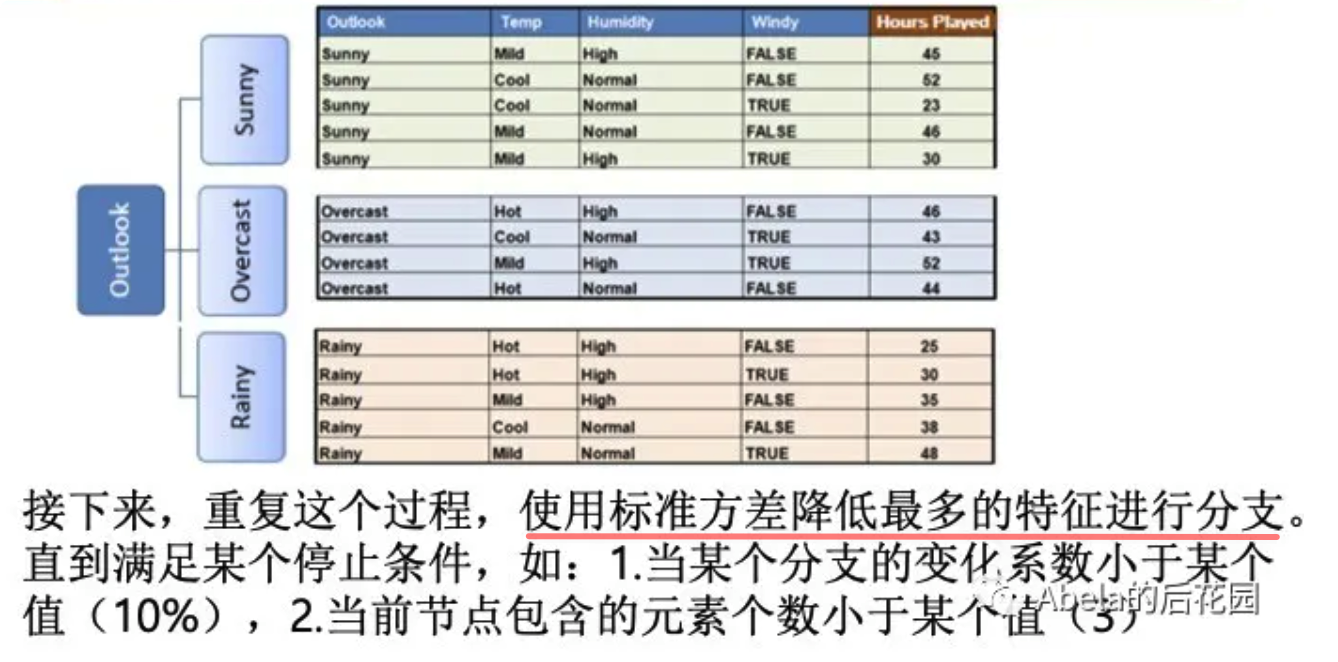 Outlook Temp Humidity Windy Hours Played
Sunny
Sunny Mild High FALSE 45
Sunny Cool Normal FALSE 52
Sunny Cool Normal TRUE 23
Sunny Mild Normal FALSE 46
Sunny Mild High TRUE 30
Outlook
Overcast
Overcast Hot High FALSE 46
Overcast Cool Normal TRUE 43
Overcast Mild High TRUE 52
Overcast Hot Normal FALSE 44
Rainy
Rainy Hot High FALSE 25
Rainy Hot High TRUE 30
Rainy Mild High FALSE 35
Rainy Cool Normal FALSE 38
Rainy Mild Normal TRUE 48
接下来，重复这个过程，使用标准方差降低最多的特征进行分支。
直到满足某个停止条件，如：1.当某个分支的变化系数小于某个
值（10%），2.当前节点包含的元素个数小于某个值（3）
Abela的后花园